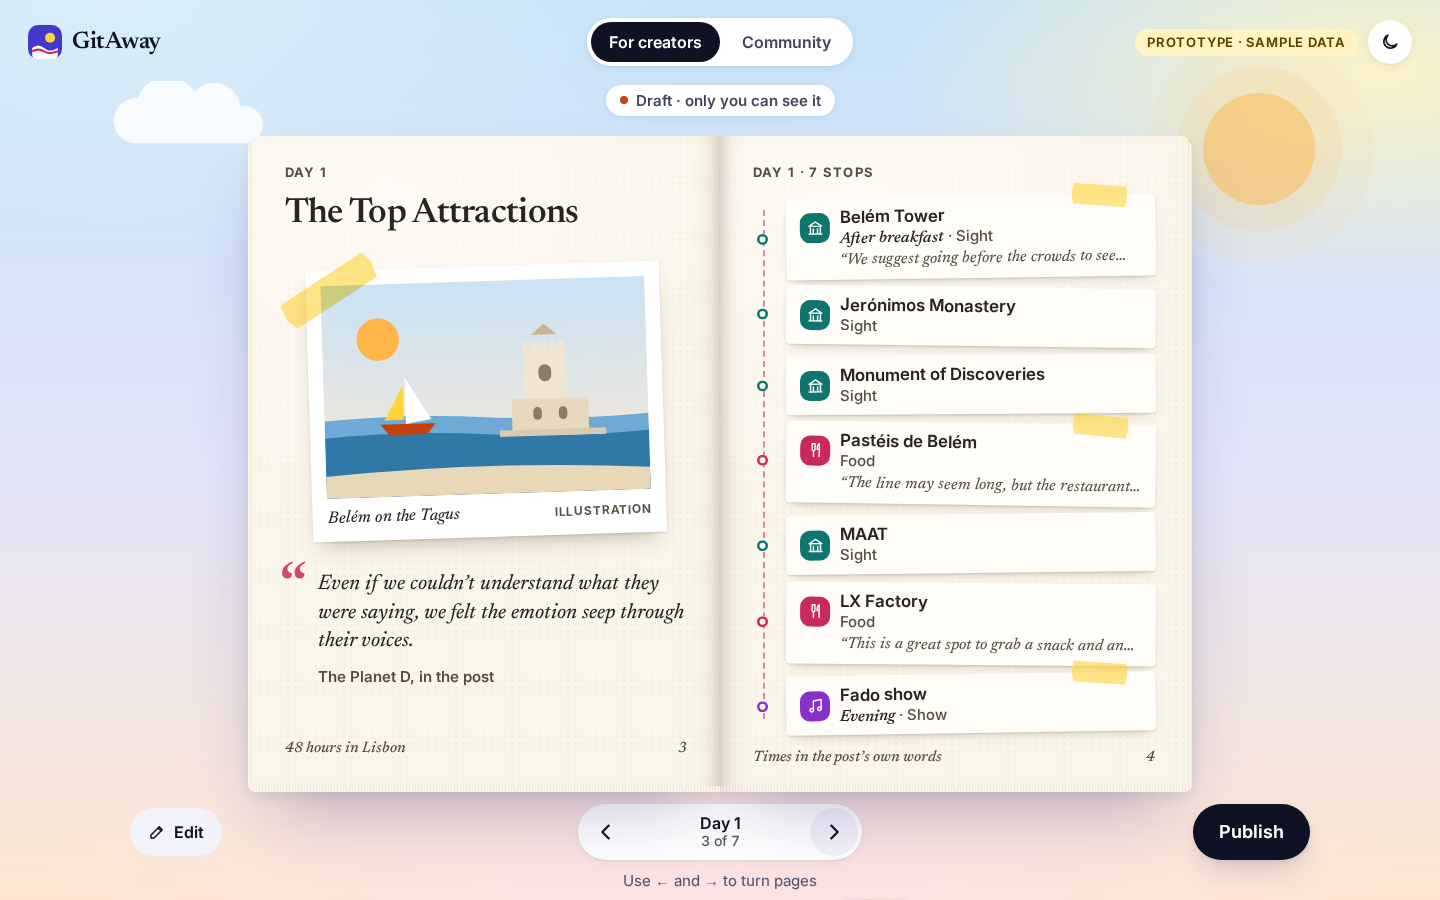 GitAway
For creators
Community
PROTOTYPE · SAMPLE DATA
Draft · only you can see it
DAY 1
The Top Attractions
Belém on the Tagus
ILLUSTRATION
“
Even if we couldn’t understand what they
were saying, we felt the emotion seep through
their voices.
The Planet D, in the post
48 hours in Lisbon
3
DAY 1 · 7 STOPS
Belém Tower
After breakfast · Sight
“We suggest going before the crowds to see…
Jerónimos Monastery
Sight
Monument of Discoveries
Sight
Pastéis de Belém
Food
“The line may seem long, but the restaurant…
MAAT
Sight
LX Factory
Food
“This is a great spot to grab a snack and an…
Fado show
Evening · Show
Times in the post’s own words
4
Edit
Day 1
3 of 7
Publish
Use ← and → to turn pages